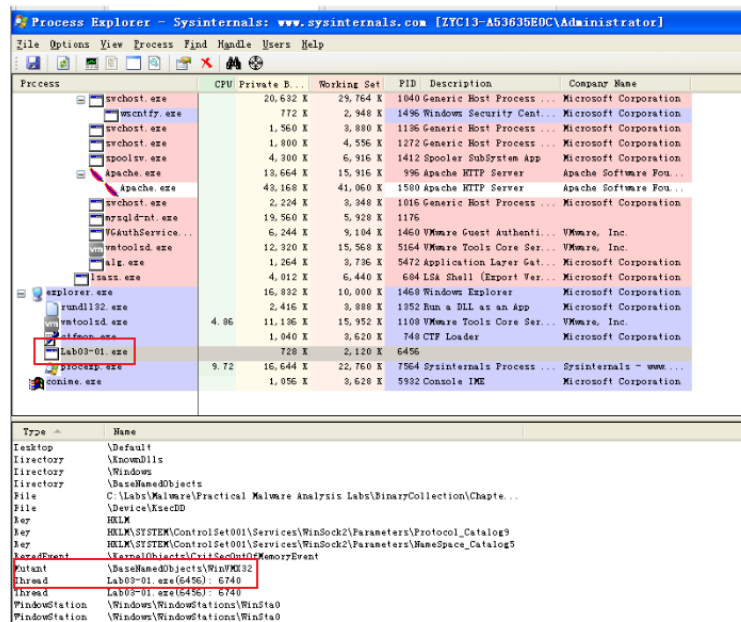 Process Explorer - Sysinternals: www.sysinternals.com [ZYC13-A53635E0C\Administrator]
File Options View Process Find Handle Users Help
Process CPU Private B... Working Set PID Description Company Name
svchost.exe 20,632 K 29,764 K 1040 Generic Host Process ... Microsoft Corporation
wscntfy.exe 772 K 2,948 K 1496 Windows Security Cent... Microsoft Corporation
svchost.exe 1,560 K 3,880 K 1136 Generic Host Process ... Microsoft Corporation
svchost.exe 1,800 K 4,556 K 1272 Generic Host Process ... Microsoft Corporation
spoolsv.exe 4,300 K 6,916 K 1412 Spooler SubSystem App Microsoft Corporation
Apache.exe 13,664 K 15,916 K 996 Apache HTTP Server Apache Software Fou...
Apache.exe 43,168 K 41,060 K 1580 Apache HTTP Server Apache Software Fou...
svchost.exe 2,224 K 3,348 K 1016 Generic Host Process ... Microsoft Corporation
mysqld-nt.exe 19,560 K 5,928 K 1176
VGAuthService... 6,244 K 9,104 K 1460 VMware Guest Authenti... VMware, Inc.
vmtoolsd.exe 12,320 K 15,568 K 5164 VMware Tools Core Ser... VMware, Inc.
alg.exe 1,264 K 3,736 K 5472 Application Layer Gat... Microsoft Corporation
lsass.exe 4,012 K 6,440 K 684 LSA Shell (Export Ver... Microsoft Corporation
explorer.exe 16,832 K 10,000 K 1468 Windows Explorer Microsoft Corporation
rundll32.exe 2,416 K 3,888 K 1352 Run a DLL as an App Microsoft Corporation
vmtoolsd.exe 4.86 11,136 K 15,952 K 1108 VMware Tools Core Ser... VMware, Inc.
ctfmon.exe 1,040 K 3,620 K 748 CTF Loader Microsoft Corporation
Lab03-01.exe 728 K 2,120 K 6456
procexp.exe 9.72 16,644 K 22,760 K 7564 Sysinternals Process ... Sysinternals - www....
conime.exe 1,056 K 3,628 K 5932 Console IME Microsoft Corporation
Type Name
Desktop \Default
Directory \KnownDlls
Directory \Windows
Directory \BaseNamedObjects
File C:\Labs\Malware\Practical Malware Analysis Labs\BinaryCollection\Chapte...
File \Device\KsecDD
Key HKLM
Key HKLM\SYSTEM\ControlSet001\Services\WinSock2\Parameters\Protocol_Catalog9
Key HKLM\SYSTEM\ControlSet001\Services\WinSock2\Parameters\NameSpace_Catalog5
KeyedEvent \KernelObjects\CritSecOutOfMemoryEvent
Mutant \BaseNamedObjects\WinVMX32
Thread Lab03-01.exe(6456): 6740
Thread Lab03-01.exe(6456): 6740
WindowStation \Windows\WindowStations\WinSta0
WindowStation \Windows\WindowStations\WinSta0